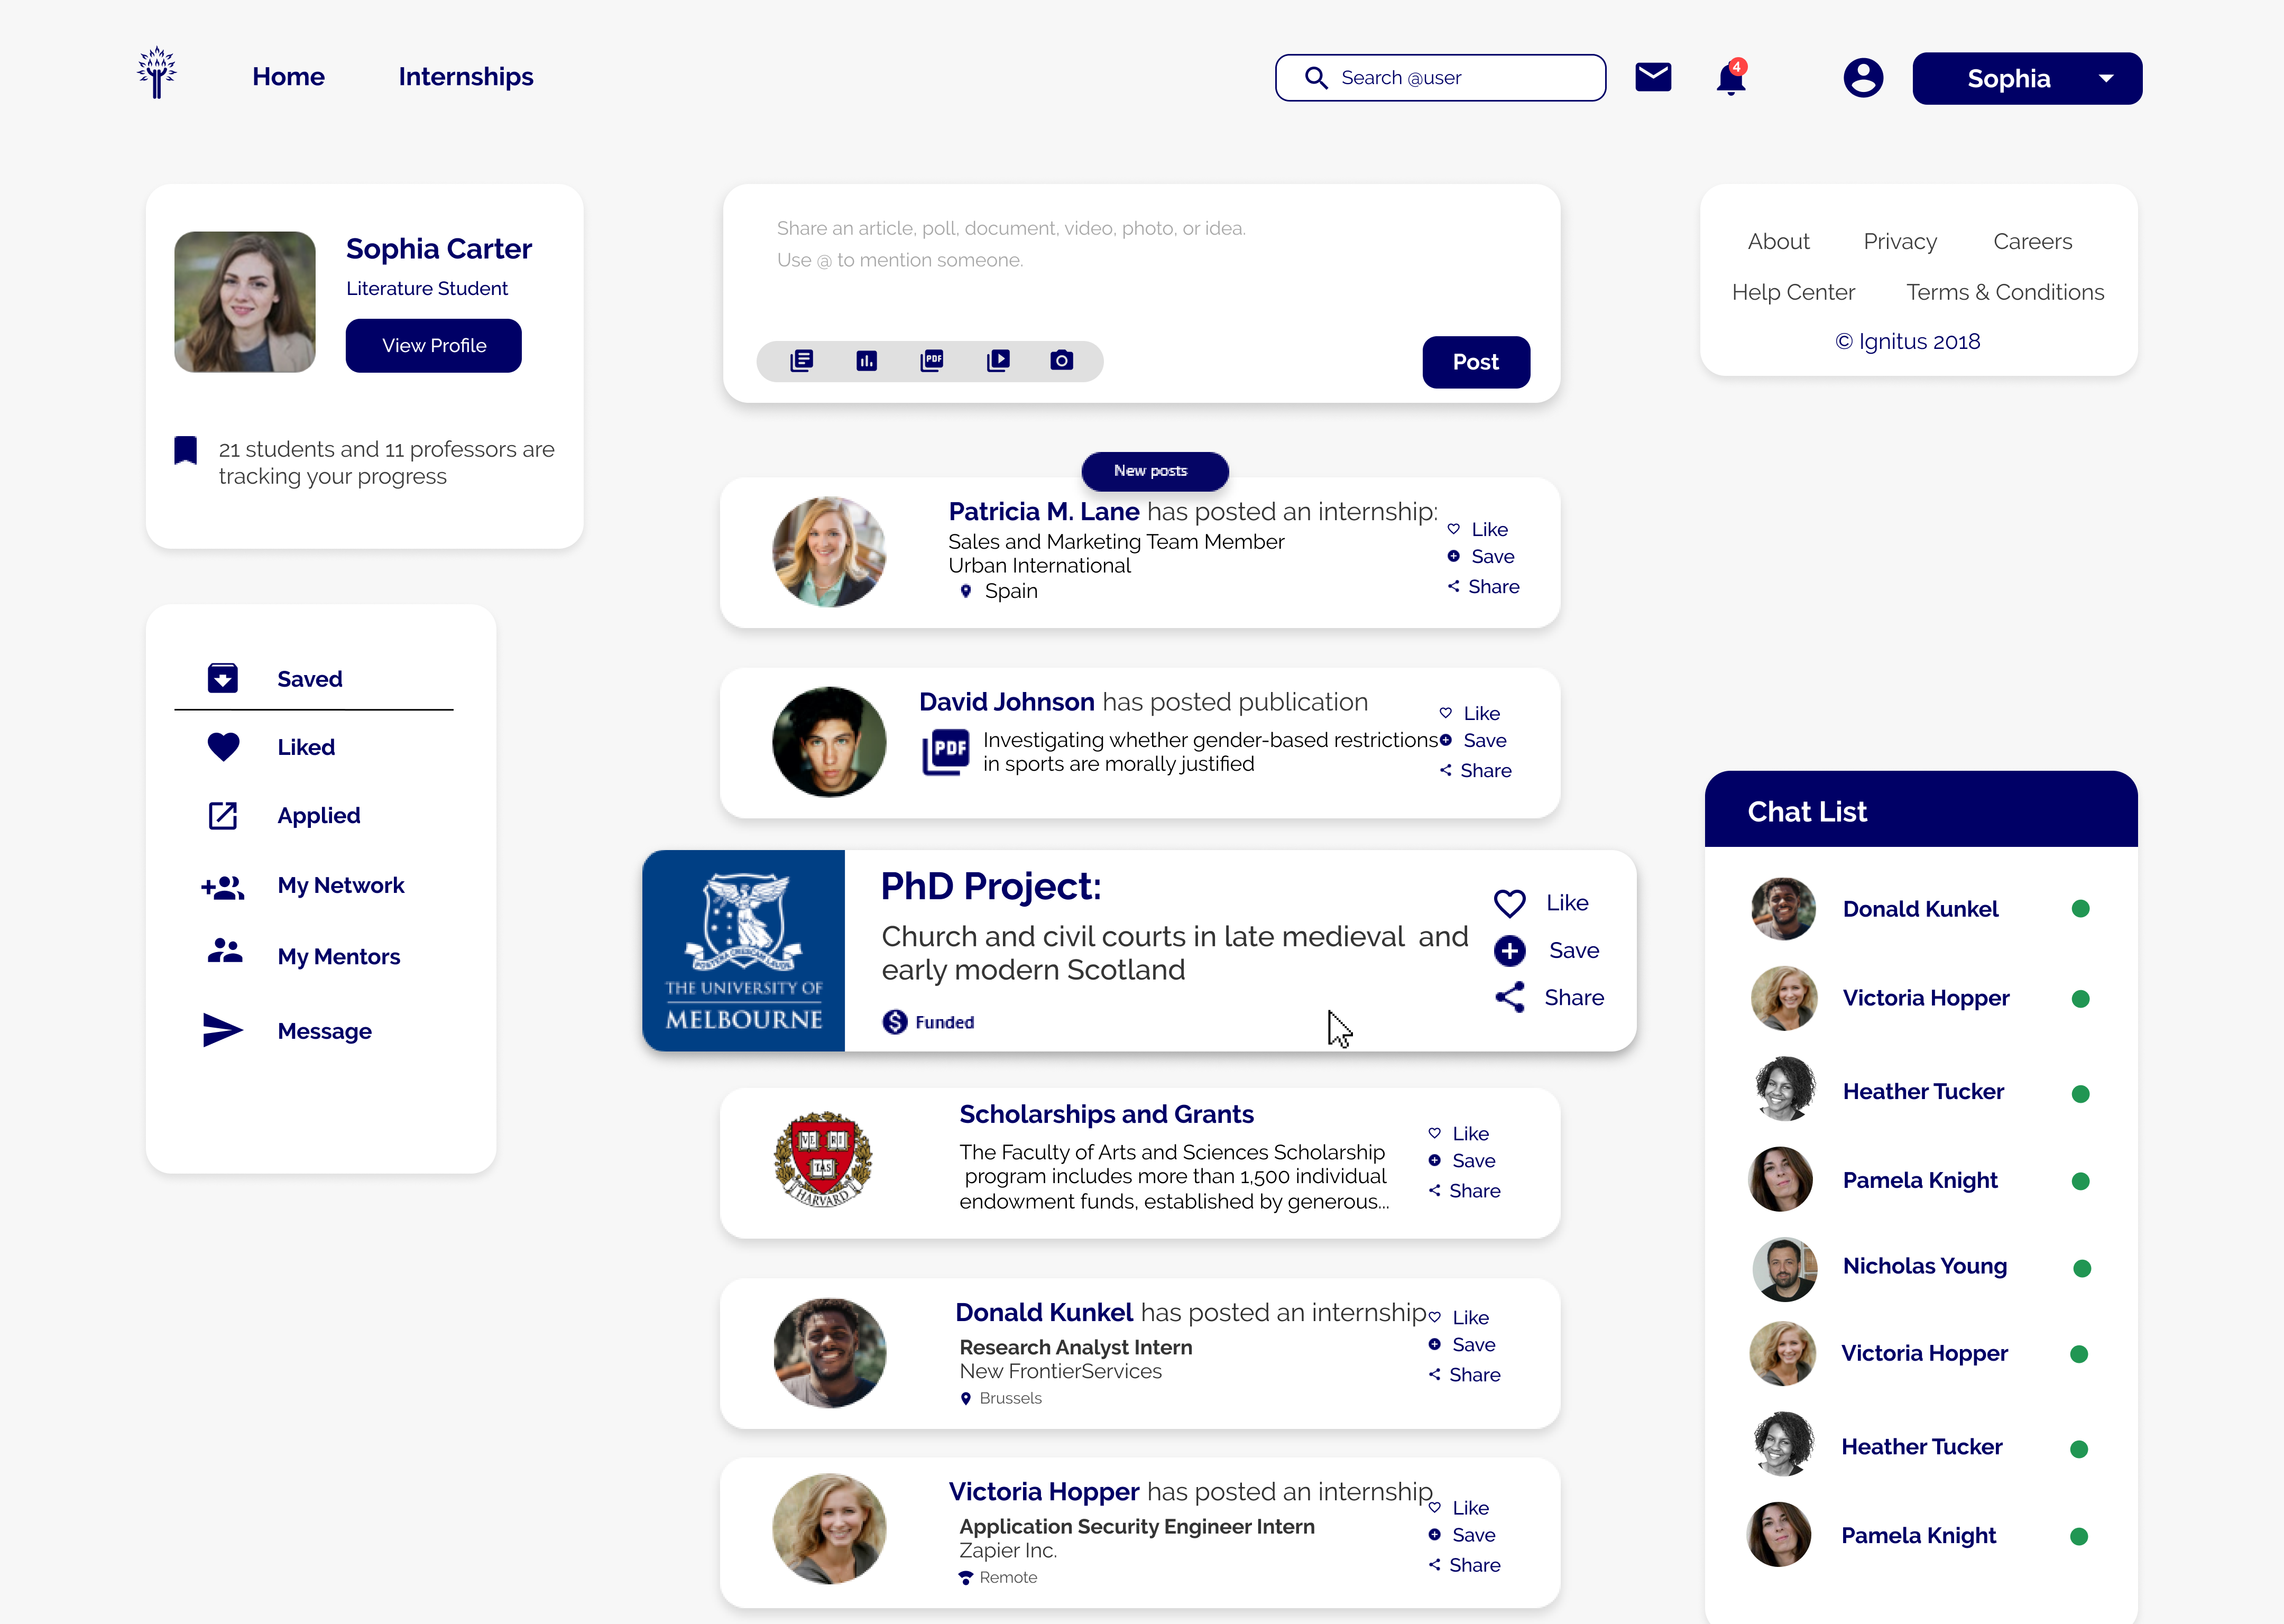 Home
Internships
Search @user
4
Sophia
Sophia Carter
Literature Student
View Profile
21 students and 11 professors are
tracking your progress
Saved
Liked
Applied
My Network
My Mentors
Message
Share an article, poll, document, video, photo, or idea.
Use @ to mention someone.
PDF
Post
New posts
Patricia M. Lane has posted an internship:
Sales and Marketing Team Member
Urban International
Spain
Like
Save
Share
David Johnson has posted publication
PDF
Investigating whether gender-based restrictions
in sports are morally justified
Like
Save
Share
THE UNIVERSITY OF
MELBOURNE
PhD Project:
Church and civil courts in late medieval  and
early modern Scotland
$ Funded
Like
Save
Share
VE RI
TAS
HARVARD
Scholarships and Grants
The Faculty of Arts and Sciences Scholarship
program includes more than 1,500 individual
endowment funds, established by generous...
Like
Save
Share
Donald Kunkel has posted an internship
Research Analyst Intern
New FrontierServices
Brussels
Like
Save
Share
Victoria Hopper has posted an internship
Application Security Engineer Intern
Zapier Inc.
Remote
Like
Save
Share
About
Privacy
Careers
Help Center
Terms & Conditions
© Ignitus 2018
Chat List
Donald Kunkel
Victoria Hopper
Heather Tucker
Pamela Knight
Nicholas Young
Victoria Hopper
Heather Tucker
Pamela Knight